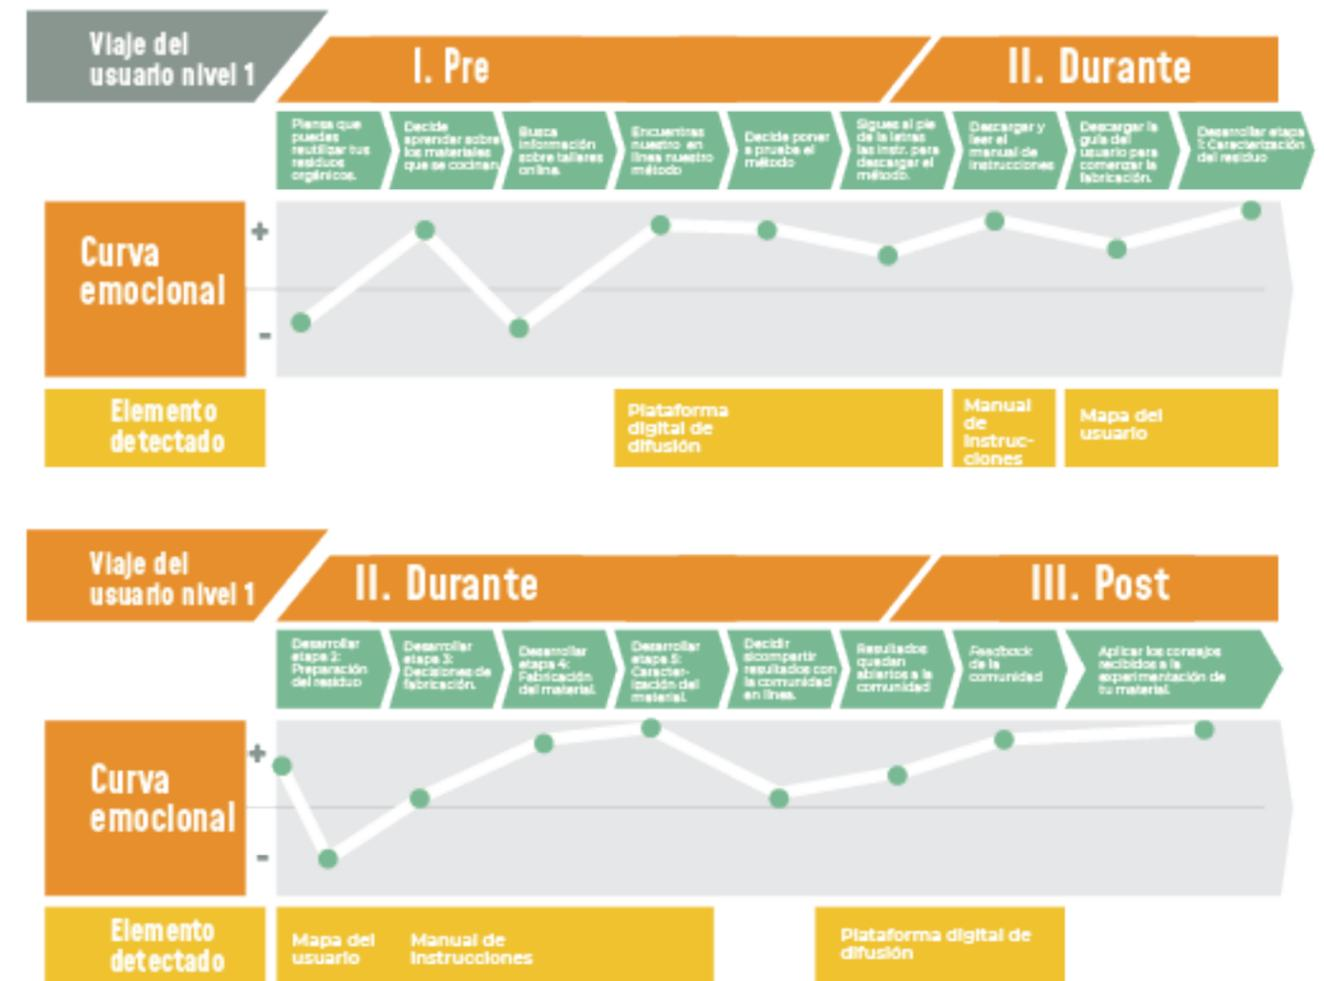 Viaje del
usuario nivel 1
I. Pre
II. Durante
Piensa que
puedes
reutilizar tus
residuos
orgánicos.
Decide
aprender sobre
los materiales
que se cocinan
Busca
información
sobre talleres
online.
Encuentras
nuestro en
línea nuestro
método
Decide poner
a prueba el
método
Sigues al pie
de la letras
las instr. para
descargar el
método.
Descargar y
leer el
manual de
instrucciones
Descargar la
guía del
usuario para
comenzar la
fabricación.
Desarrollar etapa
1: Caracterización
del residuo
Curva
emocional
+
-
Elemento
detectado
Plataforma
digital de
difusión
Manual
de
Instruc-
ciones
Mapa del
usuario
Viaje del
usuario nivel 1
II. Durante
III. Post
Desarrollar
etapa 2:
Preparación
del residuo
Desarrollar
etapa 3:
Decisiones de
fabricación.
Desarrollar
etapa 4:
Fabricación
del material.
Desarrollar
etapa 5:
Caracter-
ización del
material.
Decidir
si compartir
resultados con
la comunidad
en línea.
Resultados
quedan
abiertos a la
comunidad
Feedback
de la
comunidad
Aplicar los consejos
recibidos a la
experimentación de
tu material.
Curva
emocional
+
-
Elemento
detectado
Mapa del
usuario
Manual de
Instrucciones
Plataforma digital de
difusión